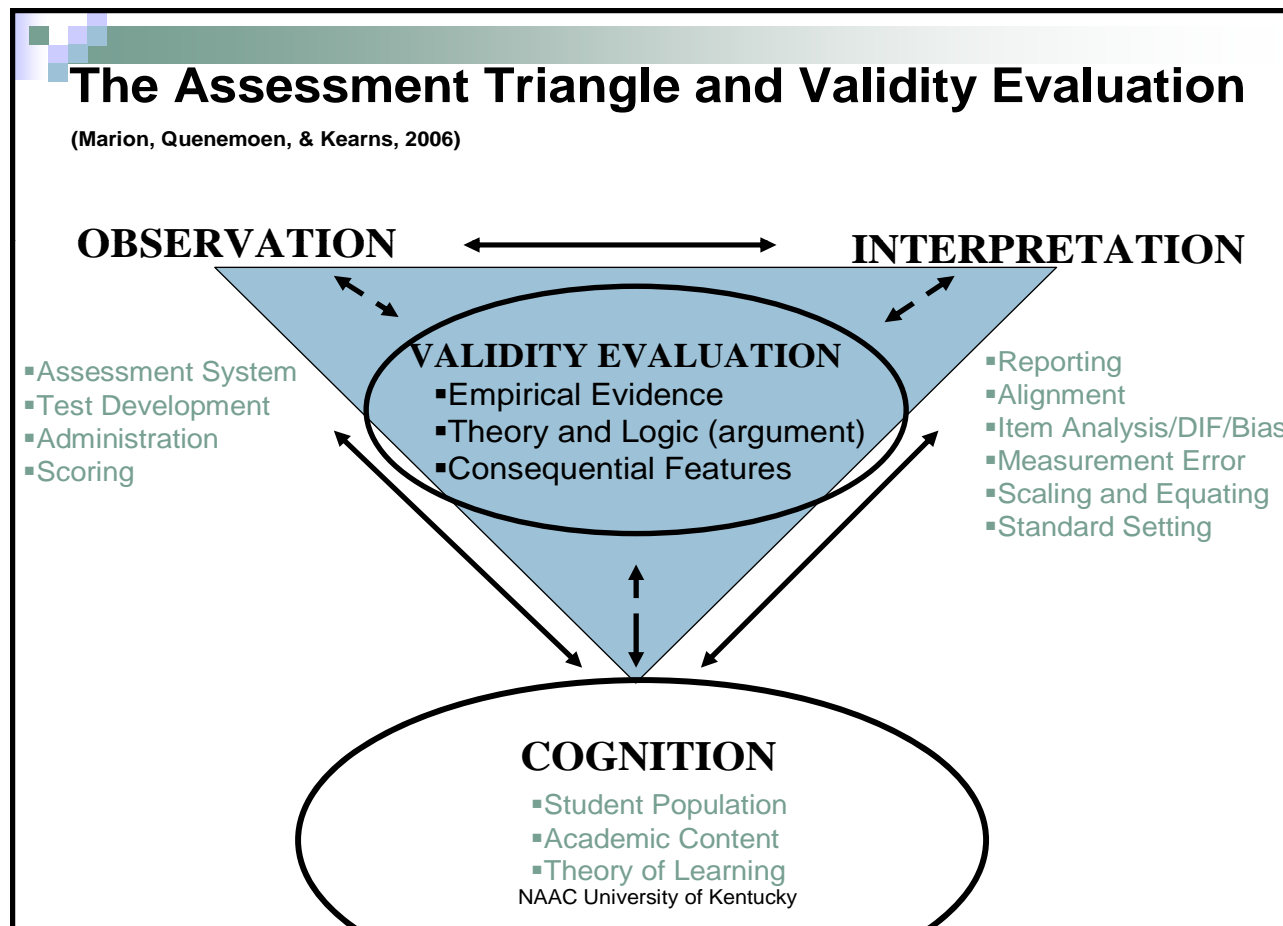 The Assessment Triangle and Validity Evaluation
(Marion, Quenemoen, & Kearns, 2006)
OBSERVATION
INTERPRETATION
▪Assessment System
▪Test Development
▪Administration
▪Scoring
VALIDITY EVALUATION
▪Empirical Evidence
▪Theory and Logic (argument)
▪Consequential Features
▪Reporting
▪Alignment
▪Item Analysis/DIF/Bias
▪Measurement Error
▪Scaling and Equating
▪Standard Setting
COGNITION
▪Student Population
▪Academic Content
▪Theory of Learning
NAAC University of Kentucky